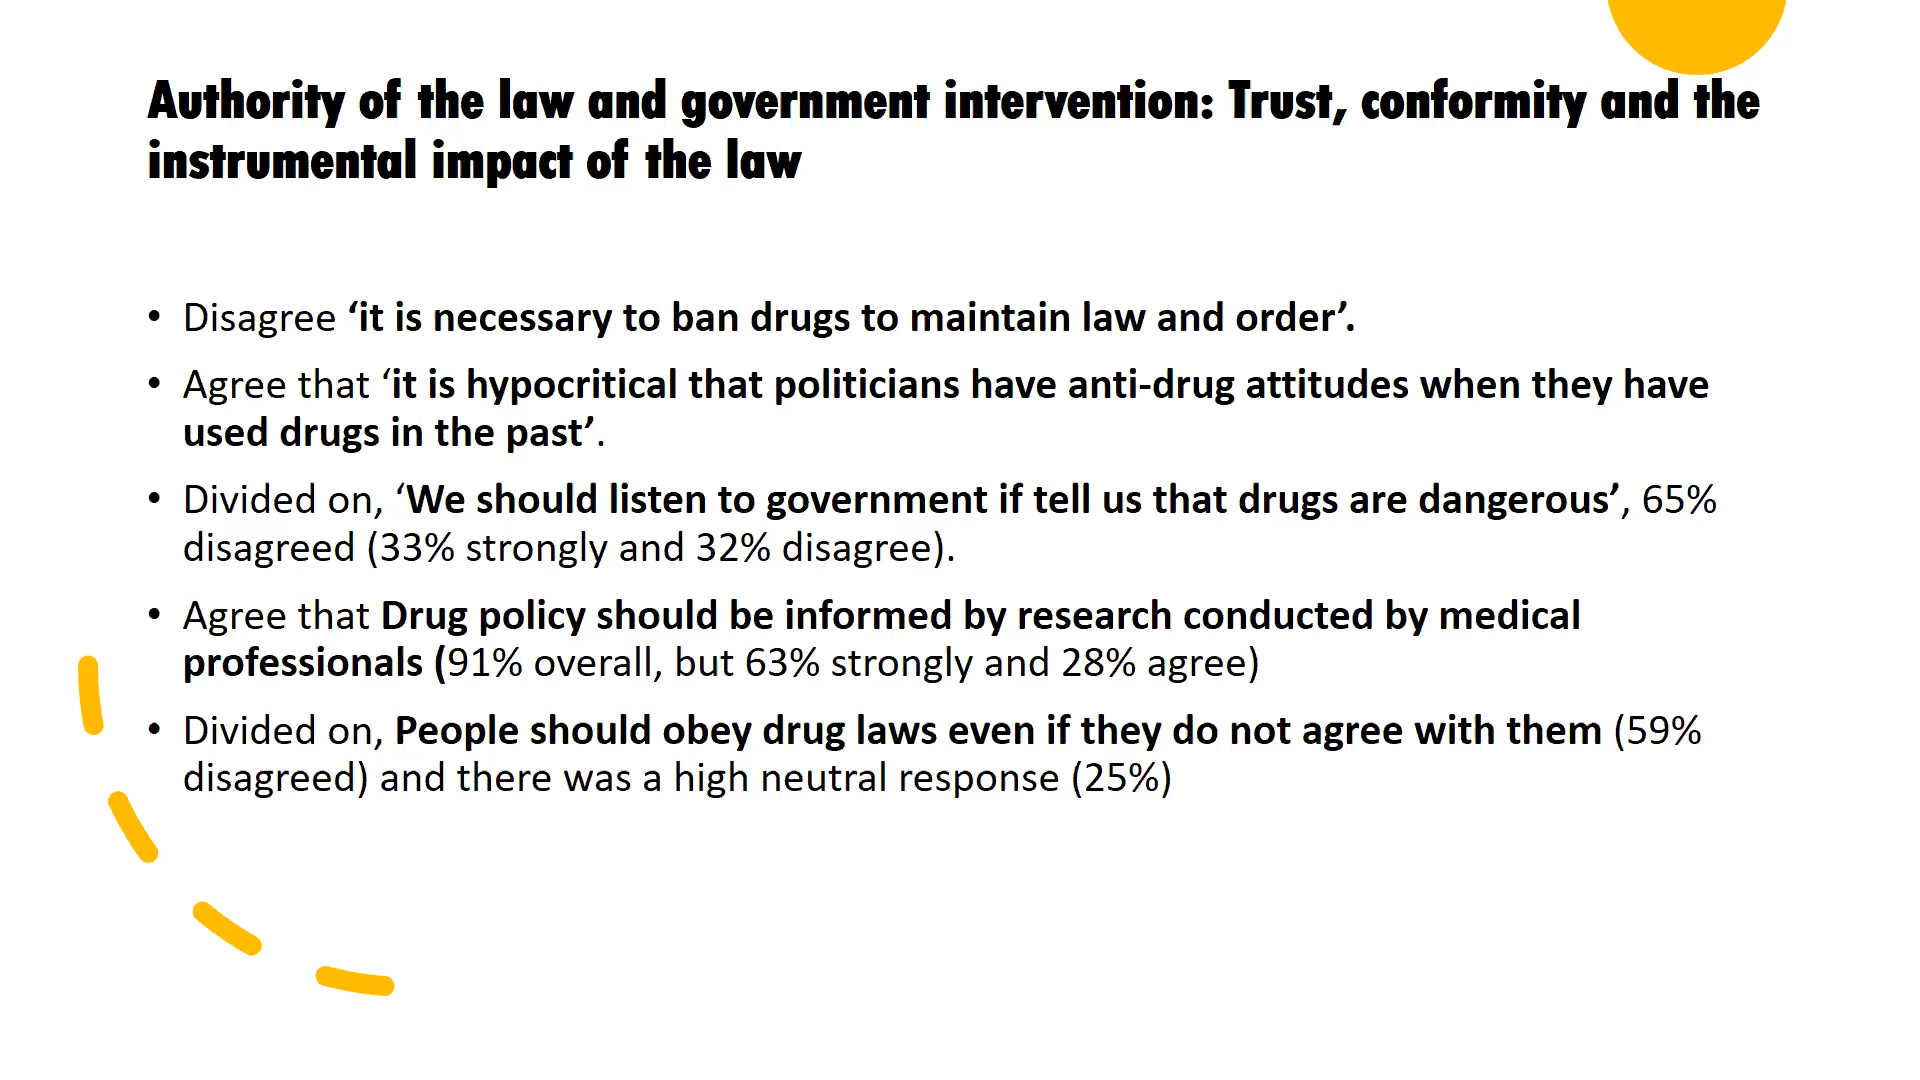 Authority of the law and government intervention: Trust, conformity and the
instrumental impact of the law
• Disagree ‘it is necessary to ban drugs to maintain law and order’.
• Agree that ‘it is hypocritical that politicians have anti-drug attitudes when they have
used drugs in the past’.
• Divided on, ‘We should listen to government if tell us that drugs are dangerous’, 65%
disagreed (33% strongly and 32% disagree).
• Agree that Drug policy should be informed by research conducted by medical
professionals (91% overall, but 63% strongly and 28% agree)
• Divided on, People should obey drug laws even if they do not agree with them (59%
disagreed) and there was a high neutral response (25%)